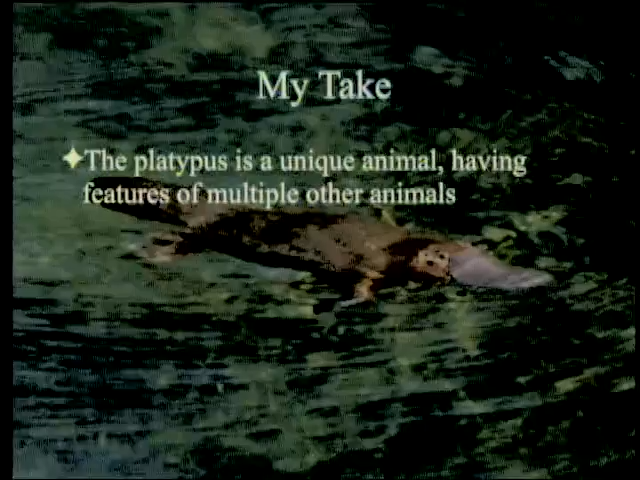 My Take
The platypus is a unique animal, having
features of multiple other animals